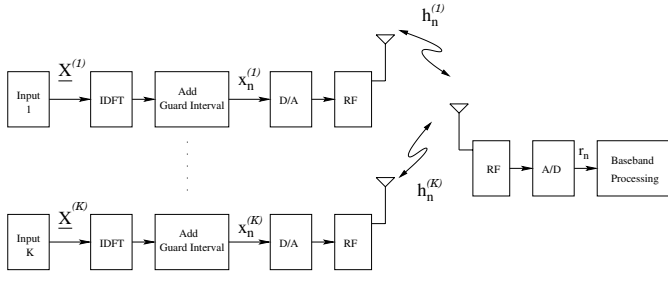 h_n^(1)
X^(1)
x_n^(1)
Input
1
IDFT
Add
Guard Interval
D/A
RF
RF
A/D
r_n
Baseband
Processing
h_n^(K)
X^(K)
x_n^(K)
Input
K
IDFT
Add
Guard Interval
D/A
RF